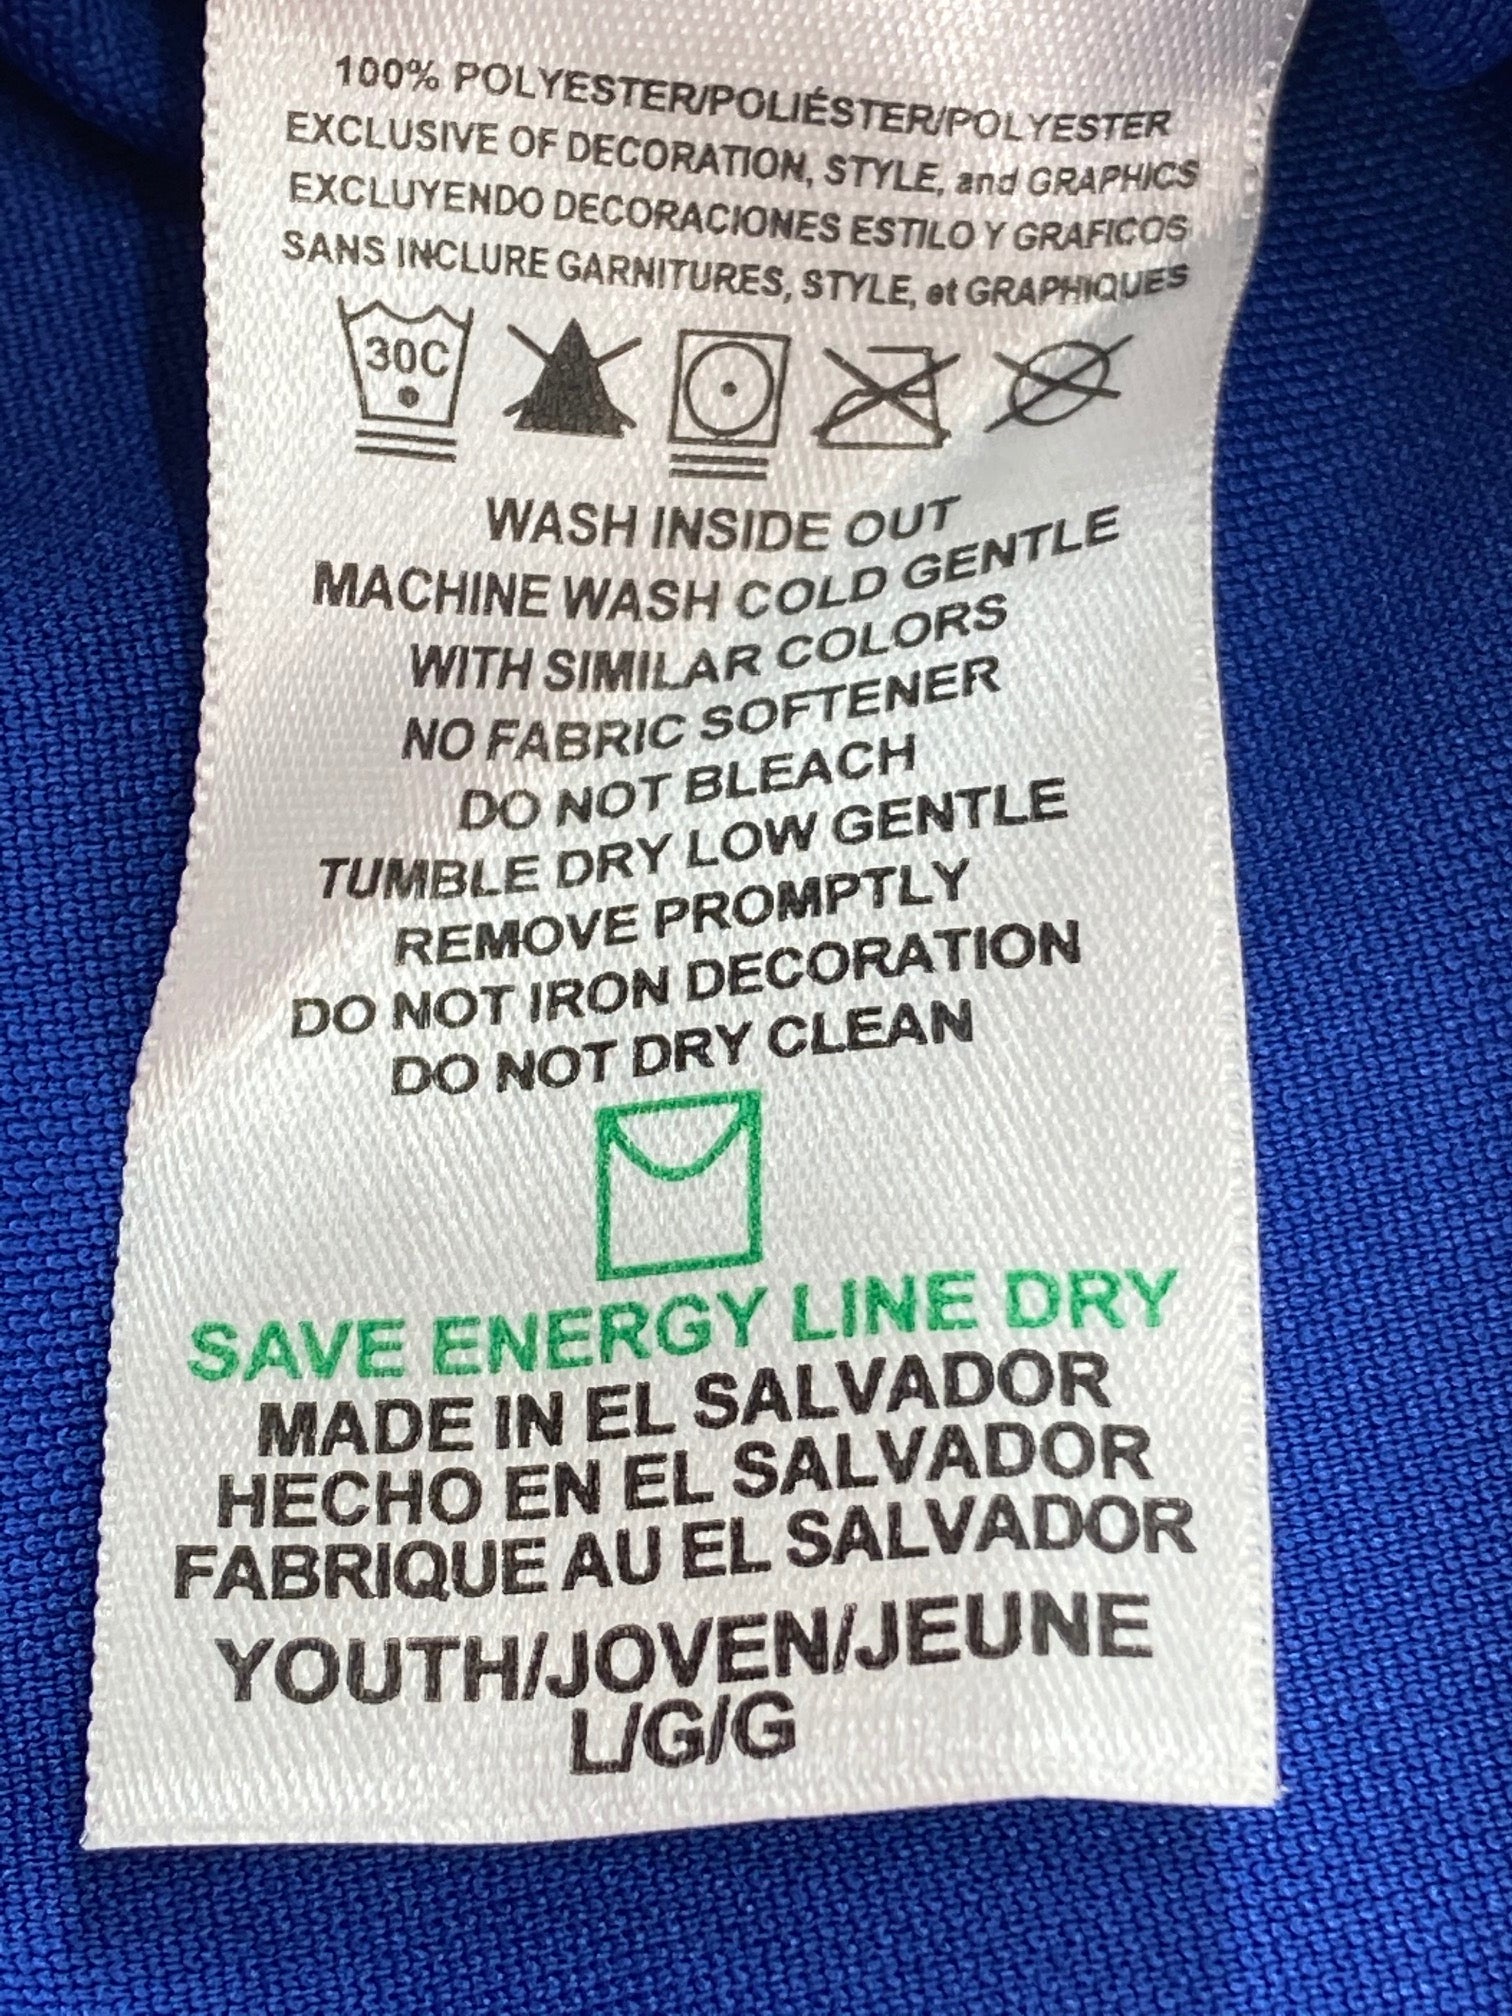 100% POLYESTER/POLIÉSTER/POLYESTER
EXCLUSIVE OF DECORATION, STYLE, and GRAPHICS
EXCLUYENDO DECORACIONES ESTILO Y GRAFICOS
SANS INCLURE GARNITURES, STYLE, et GRAPHIQUES
30C
WASH INSIDE OUT
MACHINE WASH COLD GENTLE
WITH SIMILAR COLORS
NO FABRIC SOFTENER
DO NOT BLEACH
TUMBLE DRY LOW GENTLE
REMOVE PROMPTLY
DO NOT IRON DECORATION
DO NOT DRY CLEAN
SAVE ENERGY LINE DRY
MADE IN EL SALVADOR
HECHO EN EL SALVADOR
FABRIQUE AU EL SALVADOR
YOUTH/JOVEN/JEUNE
L/G/G